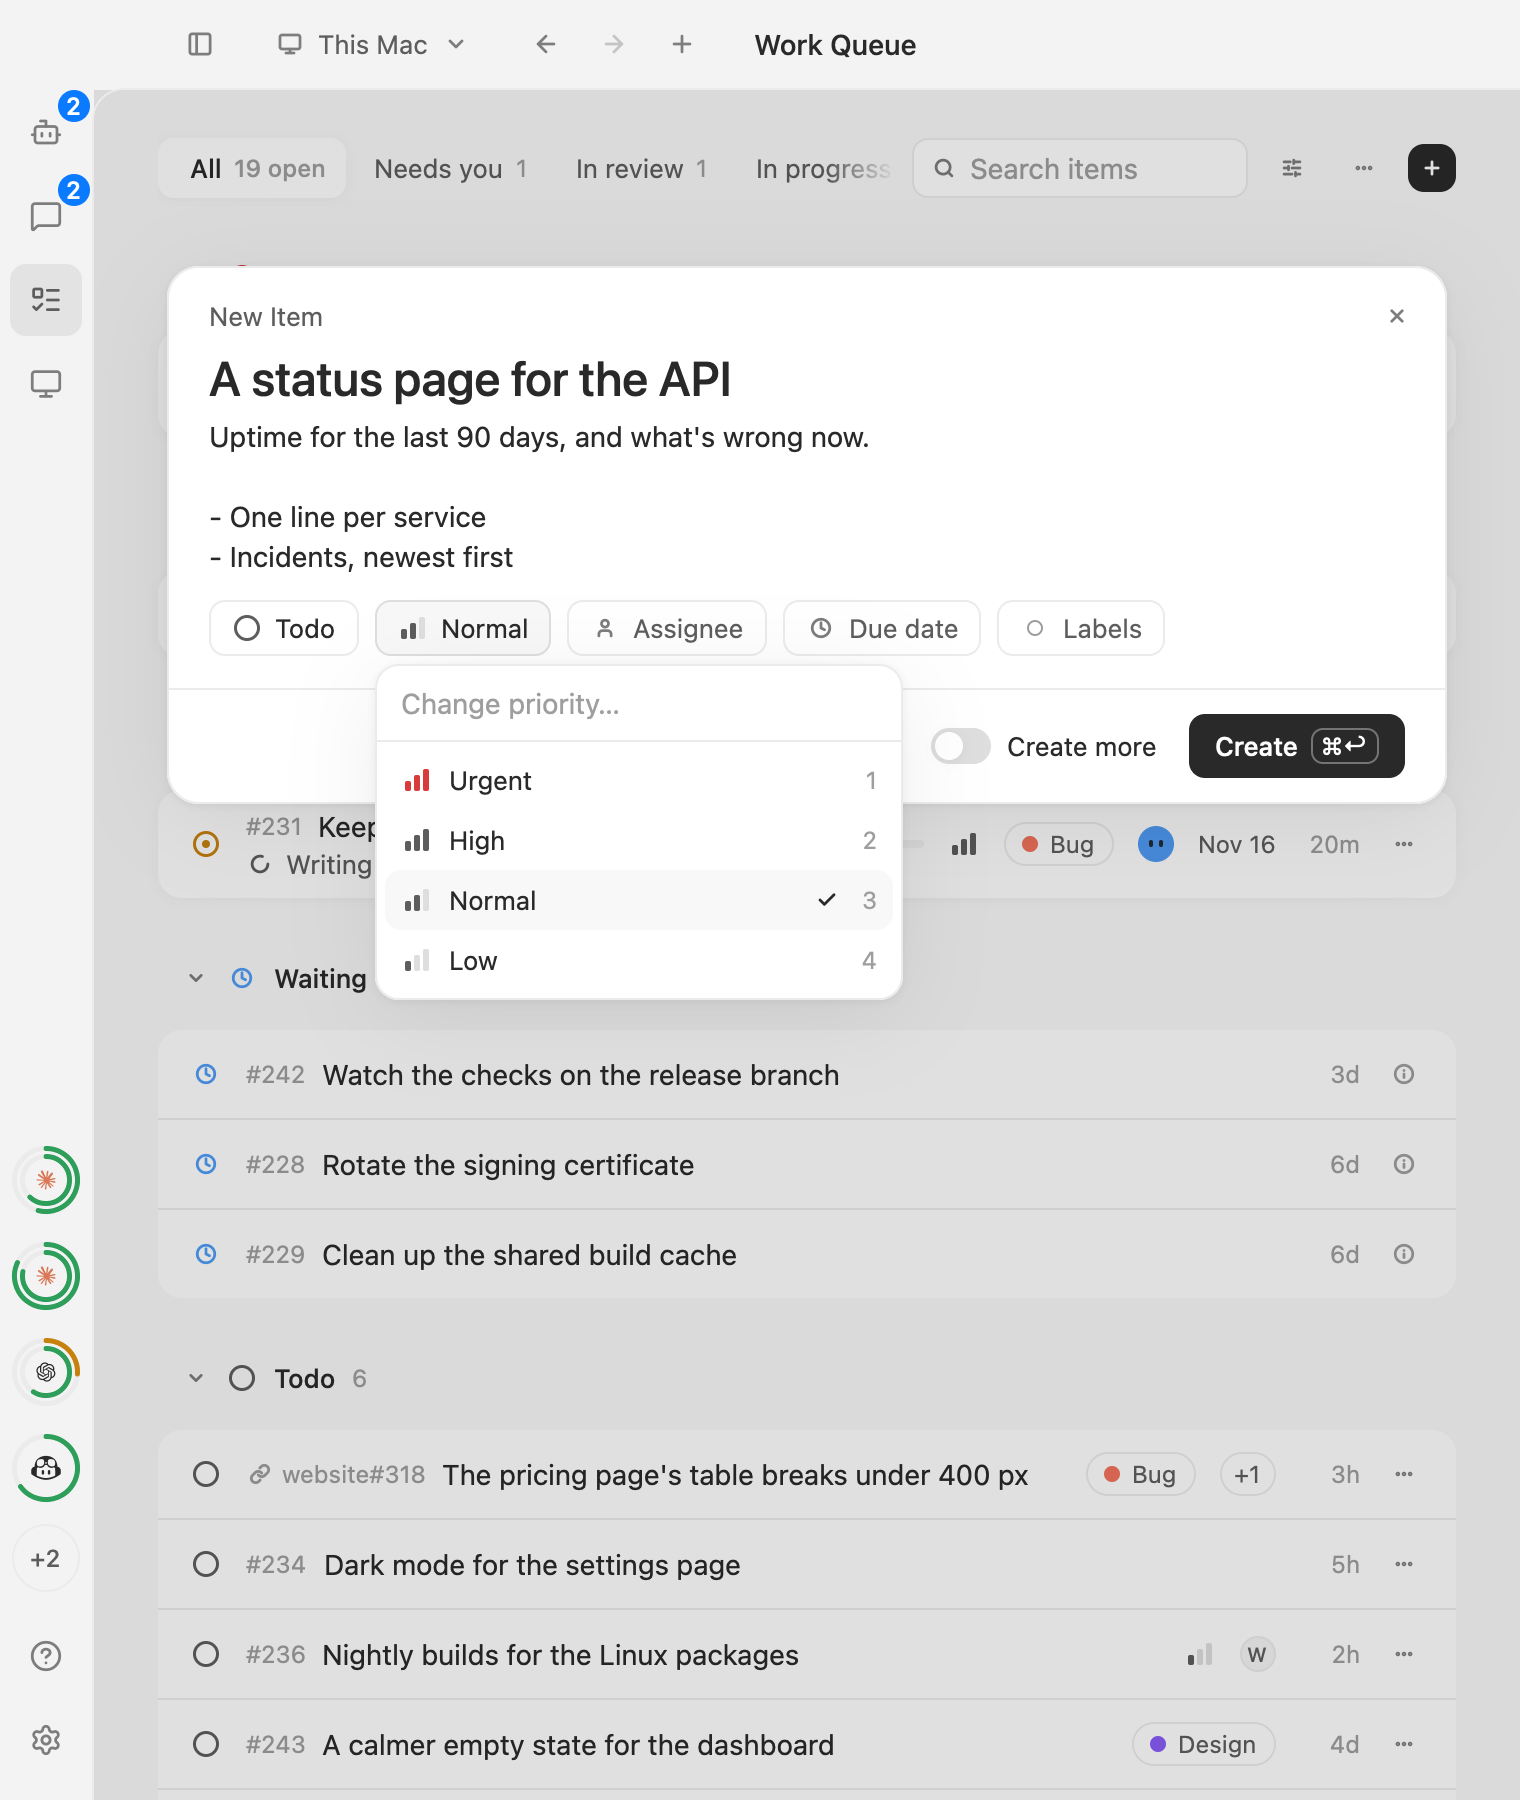 This Mac
Work Queue
2
2
All 19 open
Needs you 1
In review 1
In progress
Search items
New Item
A status page for the API
Uptime for the last 90 days, and what's wrong now.
- One line per service
- Incidents, newest first
Todo
Normal
Assignee
Due date
Labels
Change priority...
Urgent 1
High 2
Normal 3
Low 4
Create more
Create ⌘↩
#231 Keep
Writing
Bug
Nov 16
20m
Waiting
#242 Watch the checks on the release branch 3d
#228 Rotate the signing certificate 6d
#229 Clean up the shared build cache 6d
Todo 6
website#318 The pricing page's table breaks under 400 px Bug +1 3h
#234 Dark mode for the settings page 5h
#236 Nightly builds for the Linux packages W 2h
#243 A calmer empty state for the dashboard Design 4d
+2